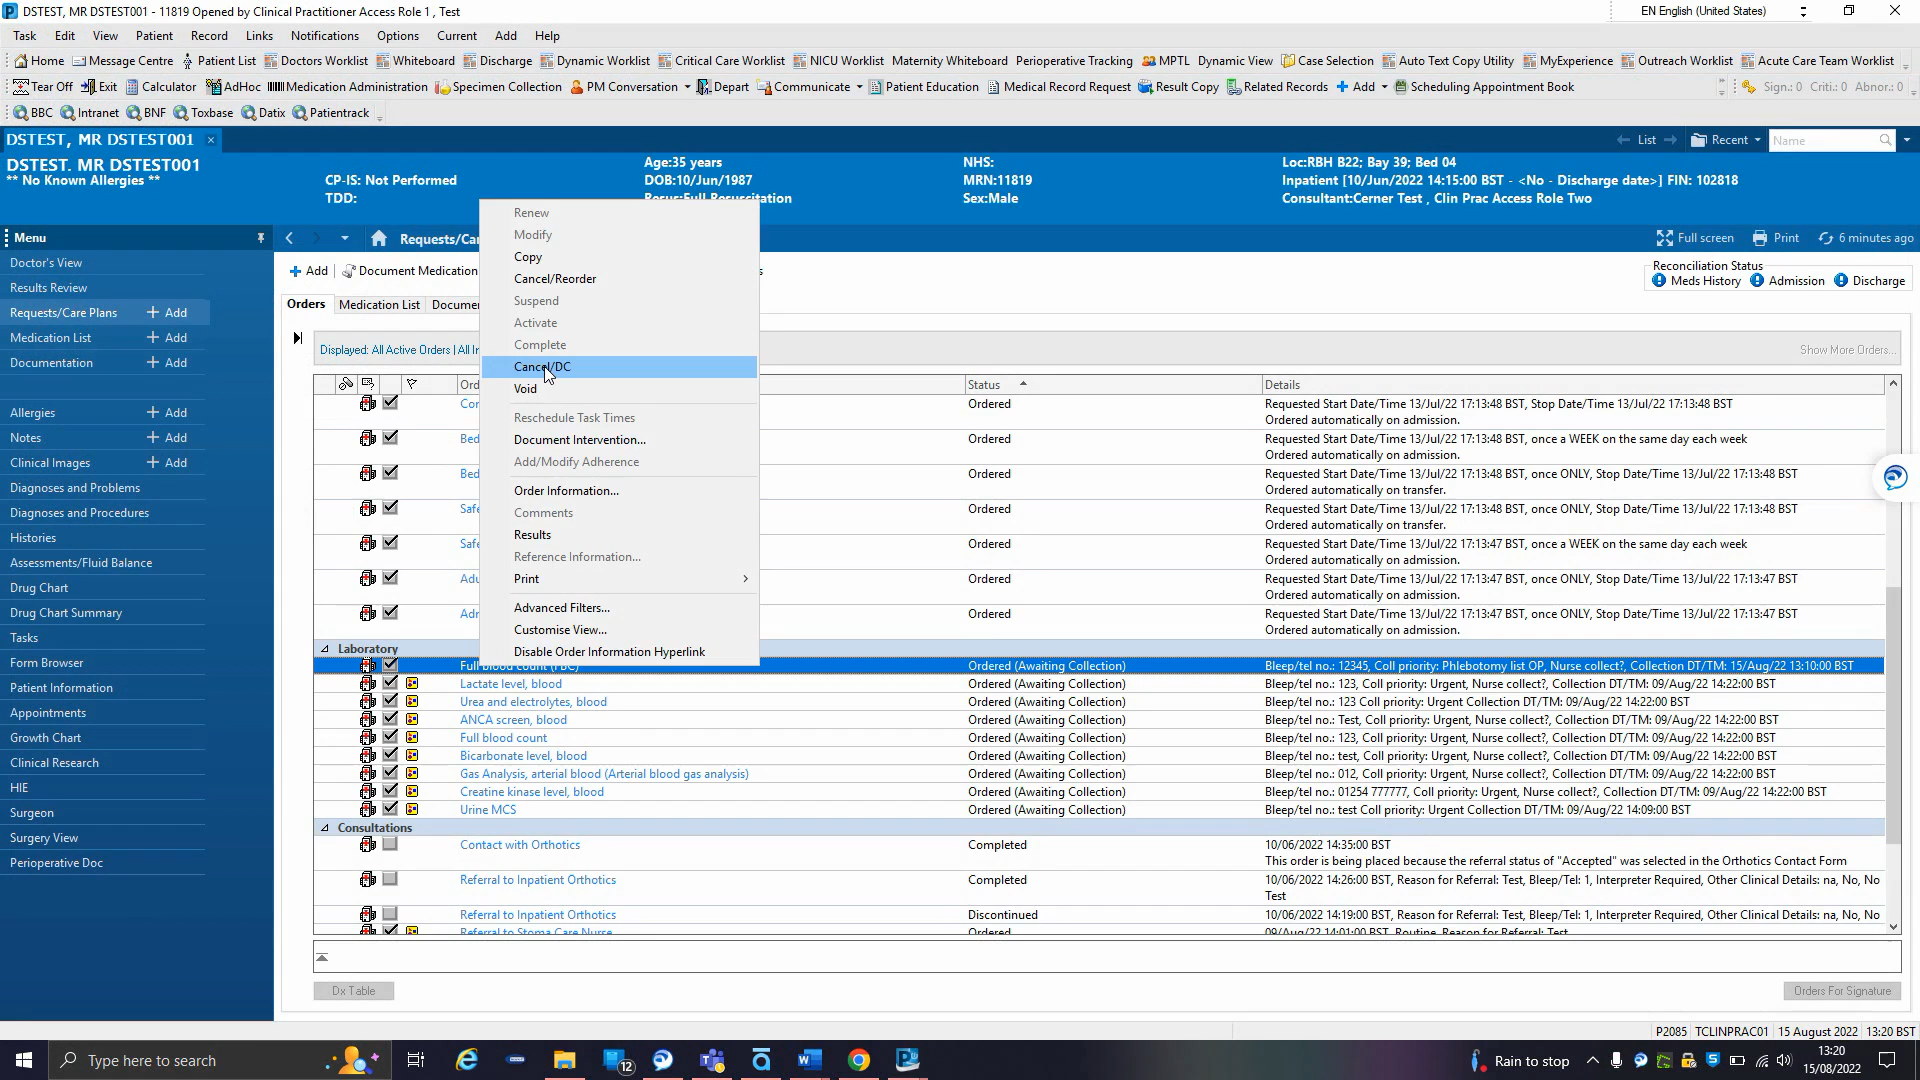 DSTEST, MR DSTEST001 - 11819 Opened by Clinical Practitioner Access Role 1 , Test
EN English (United States)
Task Edit View Patient Record Links Notifications Options Current Add Help
Home Message Centre Patient List Doctors Worklist Whiteboard Discharge Dynamic Worklist Critical Care Worklist NICU Worklist Maternity Whiteboard Perioperative Tracking MPTL Dynamic View Case Selection Auto Text Copy Utility MyExperience Outreach Worklist Acute Care Team Worklist
Tear Off Exit Calculator AdHoc Medication Administration Specimen Collection PM Conversation Depart Communicate Patient Education Medical Record Request Result Copy Related Records Add Scheduling Appointment Book Sign.: 0 Criti.: 0 Abnor.: 0
BBC Intranet BNF Toxbase Datix Patientrack
DSTEST, MR DSTEST001
List Recent Name
DSTEST, MR DSTEST001 Age:35 years NHS: Loc:RBH B22; Bay 39; Bed 04
** No Known Allergies ** CP-IS: Not Performed DOB:10/Jun/1987 MRN:11819 Inpatient [10/Jun/2022 14:15:00 BST - <No - Discharge date>] FIN: 102818
TDD: Resus:Full Resuscitation Sex:Male Consultant:Cerner Test , Clin Prac Access Role Two
Menu
Doctor's View
Results Review
Requests/Care Plans + Add
Medication List + Add
Documentation + Add
Allergies + Add
Notes + Add
Clinical Images + Add
Diagnoses and Problems
Diagnoses and Procedures
Histories
Assessments/Fluid Balance
Drug Chart
Drug Chart Summary
Tasks
Form Browser
Patient Information
Appointments
Growth Chart
Clinical Research
HIE
Surgeon
Surgery View
Perioperative Doc
Requests/Car
Full screen Print 6 minutes ago
+ Add Document Medication
Reconciliation Status
Meds History Admission Discharge
Orders Medication List Documen
Displayed: All Active Orders | All In
Show More Orders...
Renew
Modify
Copy
Cancel/Reorder
Suspend
Activate
Complete
Cancel/DC
Void
Reschedule Task Times
Document Intervention...
Add/Modify Adherence
Order Information...
Comments
Results
Reference Information...
Print
Advanced Filters...
Customise View...
Disable Order Information Hyperlink
Ord Status Details
Con Ordered Requested Start Date/Time 13/Jul/22 17:13:48 BST, Stop Date/Time 13/Jul/22 17:13:48 BST
Ordered automatically on admission.
Bed Ordered Requested Start Date/Time 13/Jul/22 17:13:48 BST, once a WEEK on the same day each week
Ordered automatically on admission.
Bed Ordered Requested Start Date/Time 13/Jul/22 17:13:48 BST, once ONLY, Stop Date/Time 13/Jul/22 17:13:48 BST
Ordered automatically on transfer.
Safe Ordered Requested Start Date/Time 13/Jul/22 17:13:48 BST, once ONLY, Stop Date/Time 13/Jul/22 17:13:48 BST
Ordered automatically on transfer.
Safe Ordered Requested Start Date/Time 13/Jul/22 17:13:47 BST, once a WEEK on the same day each week
Ordered automatically on admission.
Adu Ordered Requested Start Date/Time 13/Jul/22 17:13:47 BST, once ONLY, Stop Date/Time 13/Jul/22 17:13:47 BST
Ordered automatically on admission.
Adr Ordered Requested Start Date/Time 13/Jul/22 17:13:47 BST, once ONLY, Stop Date/Time 13/Jul/22 17:13:47 BST
Ordered automatically on admission.
Laboratory
Full blood count (FBC) Ordered (Awaiting Collection) Bleep/tel no.: 12345, Coll priority: Phlebotomy list OP, Nurse collect?, Collection DT/TM: 15/Aug/22 13:10:00 BST
Lactate level, blood Ordered (Awaiting Collection) Bleep/tel no.: 123, Coll priority: Urgent, Nurse collect?, Collection DT/TM: 09/Aug/22 14:22:00 BST
Urea and electrolytes, blood Ordered (Awaiting Collection) Bleep/tel no.: 123 Coll priority: Urgent Collection DT/TM: 09/Aug/22 14:22:00 BST
ANCA screen, blood Ordered (Awaiting Collection) Bleep/tel no.: Test, Coll priority: Urgent, Nurse collect?, Collection DT/TM: 09/Aug/22 14:22:00 BST
Full blood count Ordered (Awaiting Collection) Bleep/tel no.: 123, Coll priority: Urgent, Nurse collect?, Collection DT/TM: 09/Aug/22 14:22:00 BST
Bicarbonate level, blood Ordered (Awaiting Collection) Bleep/tel no.: test, Coll priority: Urgent, Nurse collect?, Collection DT/TM: 09/Aug/22 14:22:00 BST
Gas Analysis, arterial blood (Arterial blood gas analysis) Ordered (Awaiting Collection) Bleep/tel no.: 012, Coll priority: Urgent, Nurse collect?, Collection DT/TM: 09/Aug/22 14:22:00 BST
Creatine kinase level, blood Ordered (Awaiting Collection) Bleep/tel no.: 01254 777777, Coll priority: Urgent, Nurse collect?, Collection DT/TM: 09/Aug/22 14:22:00 BST
Urine MCS Ordered (Awaiting Collection) Bleep/tel no.: test Coll priority: Urgent Collection DT/TM: 09/Aug/22 14:09:00 BST
Consultations
Contact with Orthotics Completed 10/06/2022 14:35:00 BST
This order is being placed because the referral status of "Accepted" was selected in the Orthotics Contact Form
Referral to Inpatient Orthotics Completed 10/06/2022 14:26:00 BST, Reason for Referral: Test, Bleep/Tel: 1, Interpreter Required, Other Clinical Details: na, No, No
Test
Referral to Inpatient Orthotics Discontinued 10/06/2022 14:19:00 BST, Reason for Referral: Test, Bleep/Tel: 1, Interpreter Required, Other Clinical Details: na, No, No
Referral to Stoma Care Nurse Ordered 09/Aug/22 14:01:00 BST, Routine, Reason for Referral: Test
Dx Table
Orders For Signature
P2085 TCLINPRAC01 15 August 2022 13:20 BST
Type here to search
12
Rain to stop
13:20
15/08/2022